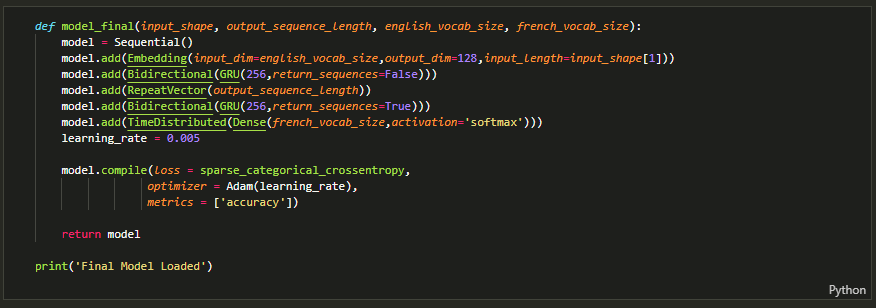 def model_final(input_shape, output_sequence_length, english_vocab_size, french_vocab_size):
    model = Sequential()
    model.add(Embedding(input_dim=english_vocab_size,output_dim=128,input_length=input_shape[1]))
    model.add(Bidirectional(GRU(256,return_sequences=False)))
    model.add(RepeatVector(output_sequence_length))
    model.add(Bidirectional(GRU(256,return_sequences=True)))
    model.add(TimeDistributed(Dense(french_vocab_size,activation='softmax')))
    learning_rate = 0.005
    model.compile(loss = sparse_categorical_crossentropy,
                 optimizer = Adam(learning_rate),
                 metrics = ['accuracy'])
    return model
print('Final Model Loaded')
Python